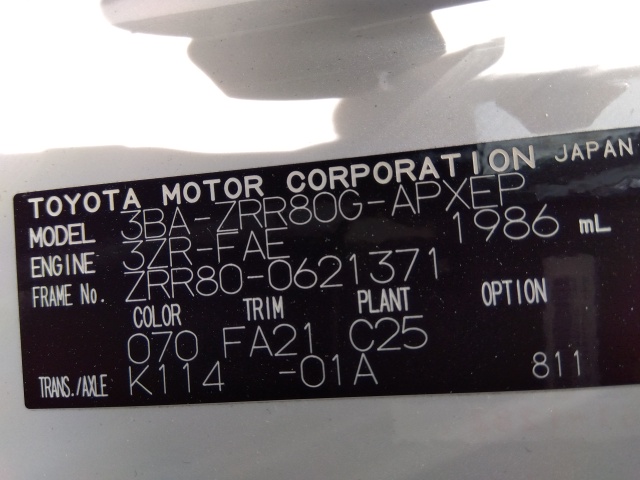 TOYOTA MOTOR CORPORATION JAPAN
MODEL 3BA-ZRR80G-APXEP
ENGINE 3ZR-FAE 1986 mL
FRAME No. ZRR80-0621371
COLOR TRIM PLANT OPTION
070 FA21 C25
TRANS./AXLE K114 -01A 811